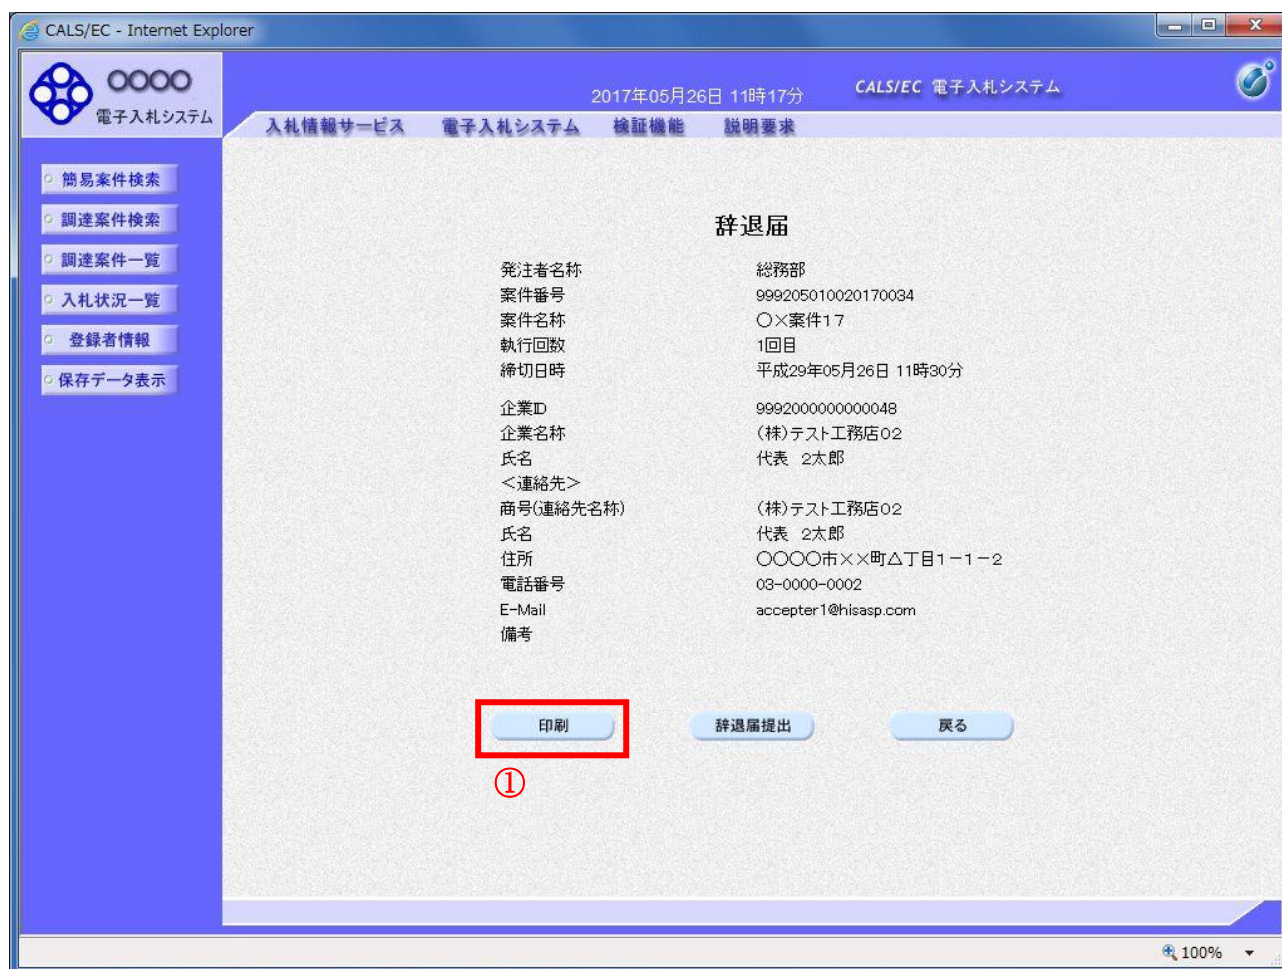 CALS/EC - Internet Explorer
〇〇〇〇
電子入札システム
2017年05月26日 11時17分
CALS/EC 電子入札システム
入札情報サービス 電子入札システム 検証機能 説明要求
簡易案件検索
調達案件検索
調達案件一覧
入札状況一覧
登録者情報
保存データ表示
辞退届
発注者名称 総務部
案件番号 999205010020170034
案件名称 〇×案件17
執行回数 1回目
締切日時 平成29年05月26日 11時30分
企業ID 9992000000000048
企業名称 (株)テスト工務店02
氏名 代表 2太郎
<連絡先>
商号(連絡先名称) (株)テスト工務店02
氏名 代表 2太郎
住所 〇〇〇〇市××町△丁目1-1-2
電話番号 03-0000-0002
E-Mail accepter1@hisasp.com
備考
印刷 辞退届提出 戻る
①
100%